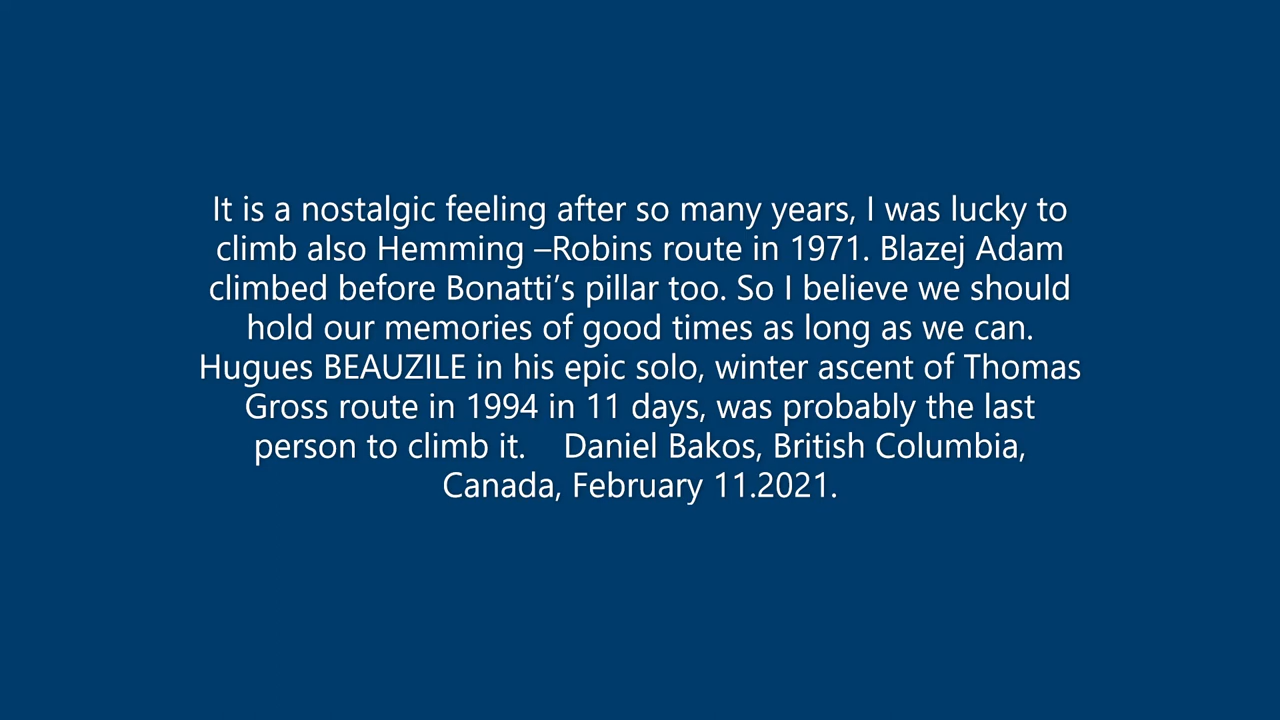 It is a nostalgic feeling after so many years, I was lucky to
climb also Hemming –Robins route in 1971. Blazej Adam
climbed before Bonatti’s pillar too. So I believe we should
hold our memories of good times as long as we can.
Hugues BEAUZILE in his epic solo, winter ascent of Thomas
Gross route in 1994 in 11 days, was probably the last
person to climb it.    Daniel Bakos, British Columbia,
Canada, February 11.2021.